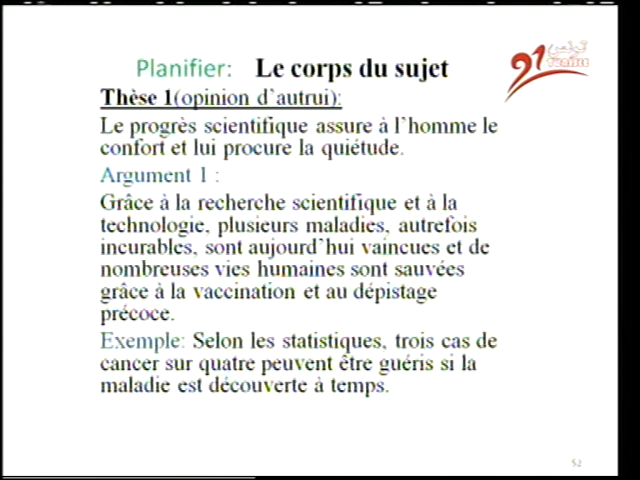 Planifier: Le corps du sujet
Thèse 1(opinion d'autrui):
Le progrès scientifique assure à l'homme le
confort et lui procure la quiétude.
Argument 1 :
Grâce à la recherche scientifique et à la
technologie, plusieurs maladies, autrefois
incurables, sont aujourd'hui vaincues et de
nombreuses vies humaines sont sauvées
grâce à la vaccination et au dépistage
précoce.
Exemple: Selon les statistiques, trois cas de
cancer sur quatre peuvent être guéris si la
maladie est découverte à temps.
52